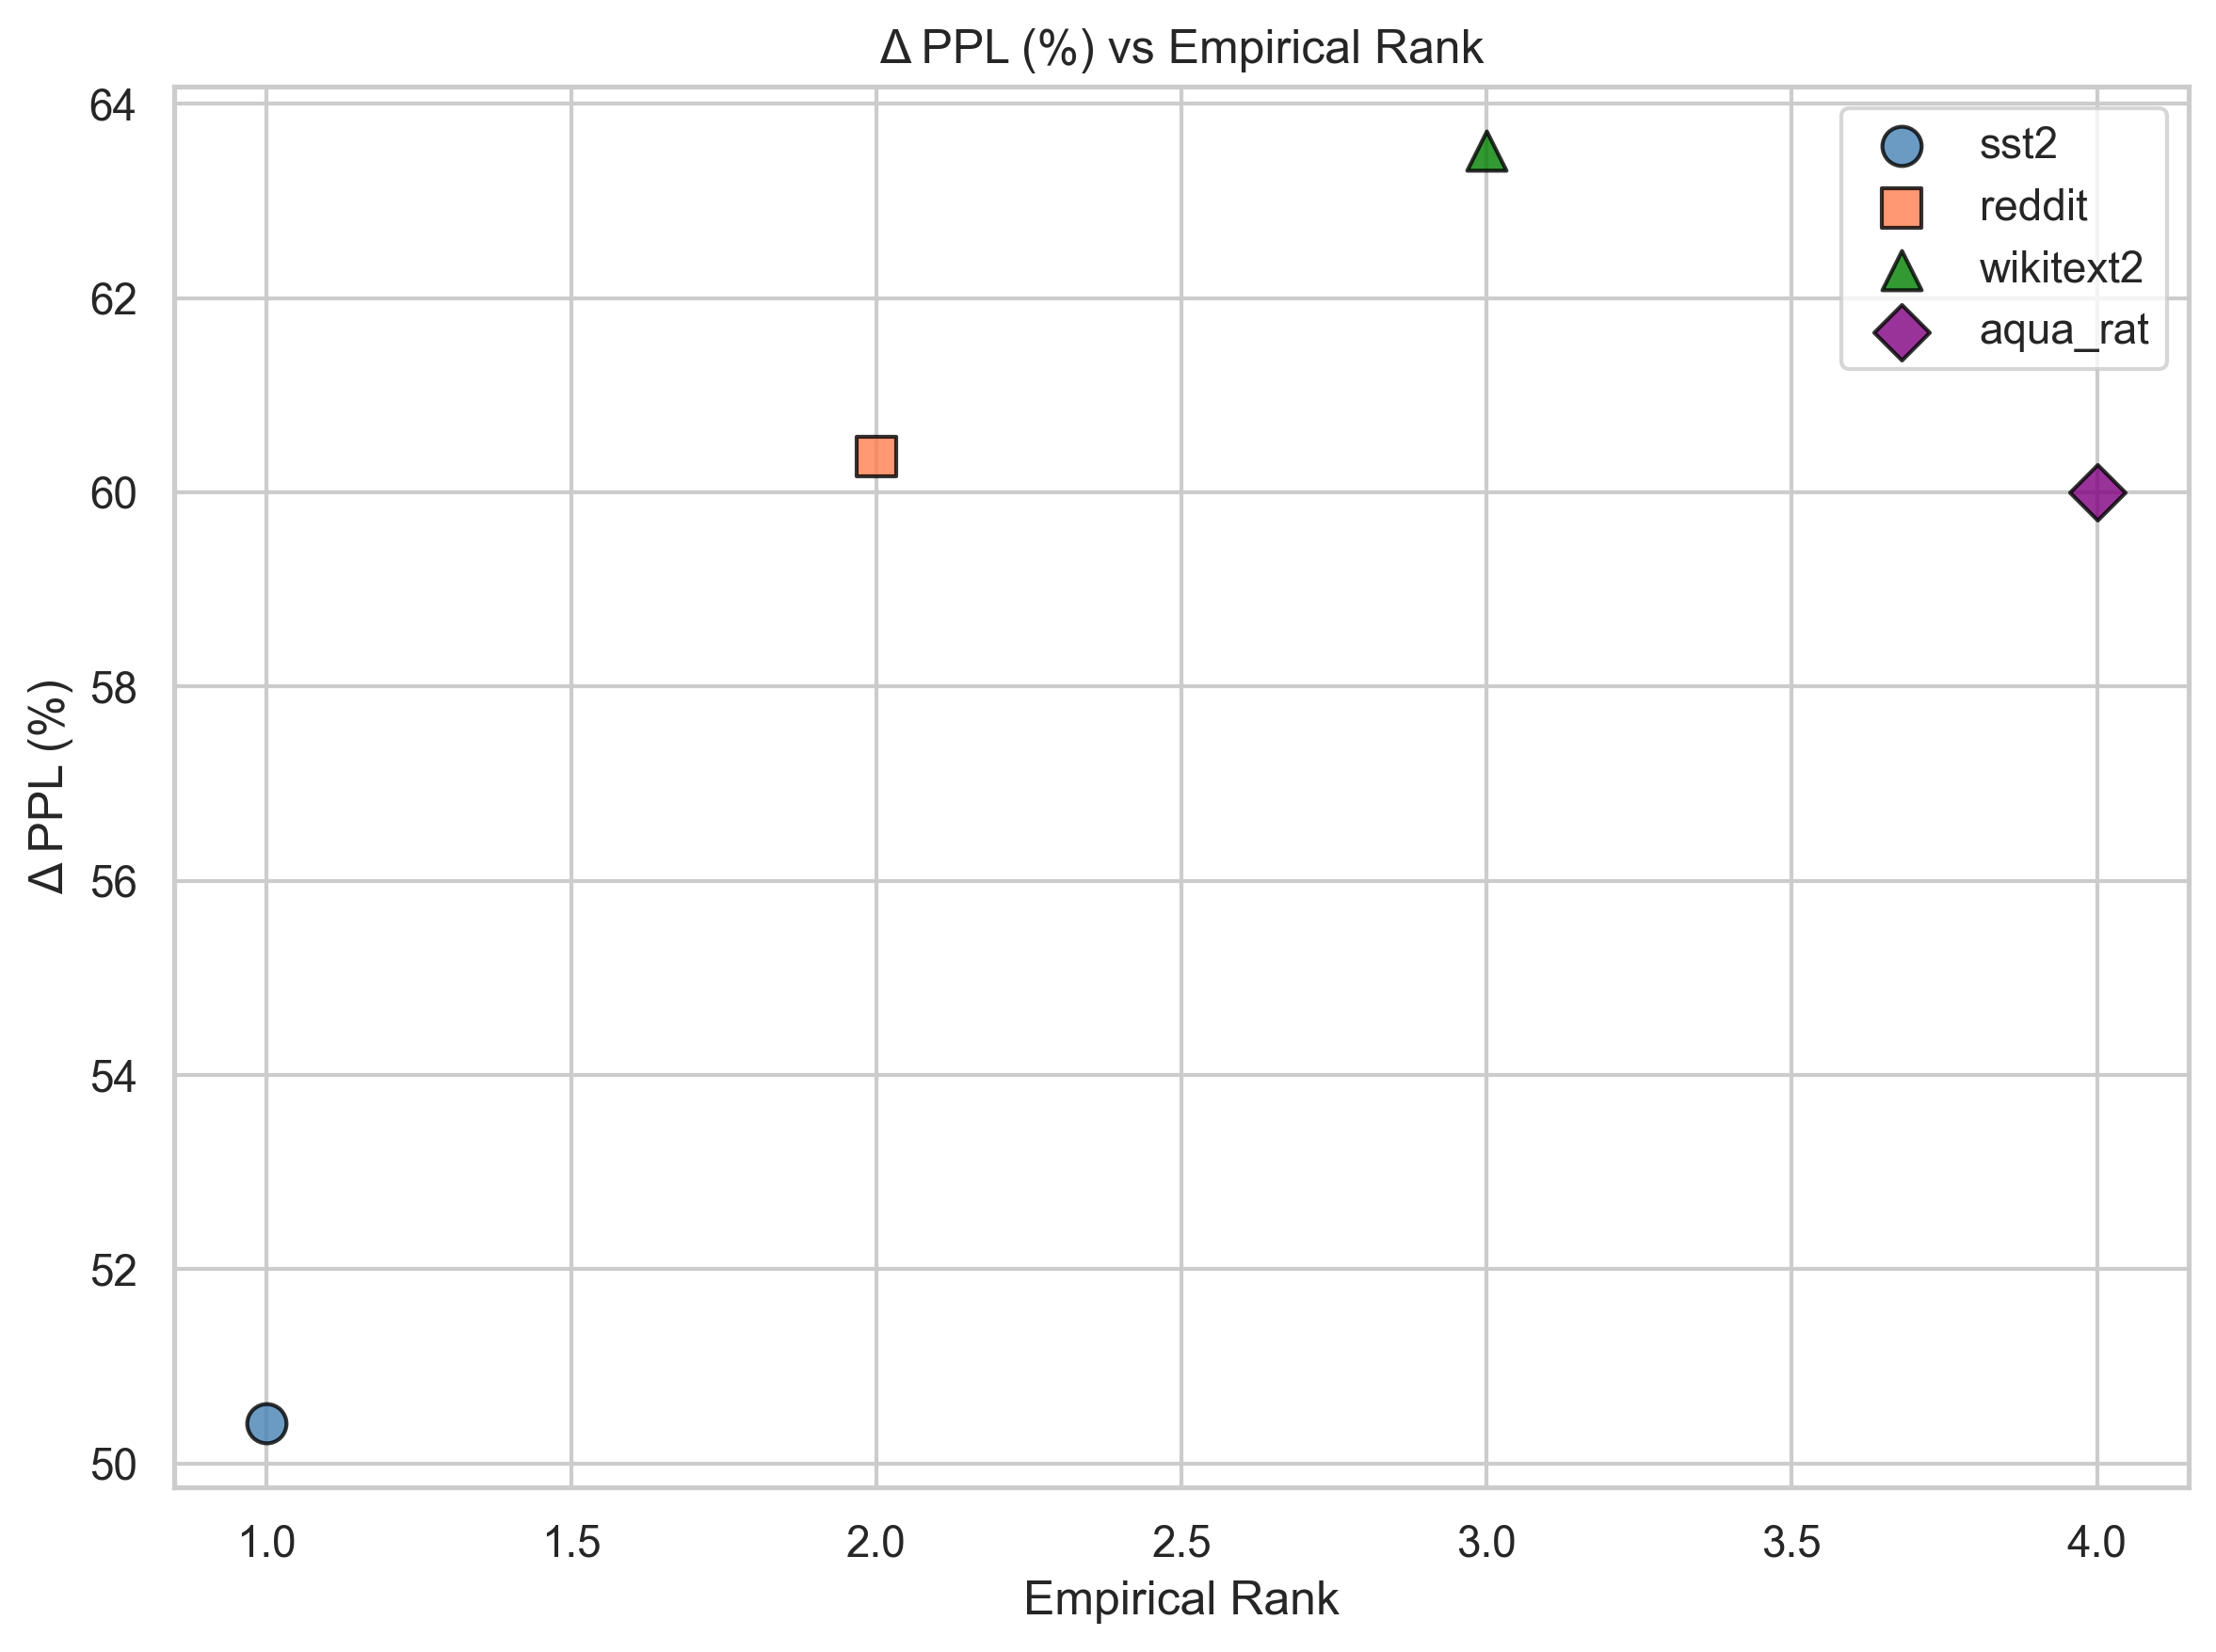 Δ PPL (%) vs Empirical Rank
64
62
60
58
56
54
52
50
Δ PPL (%)
sst2
reddit
wikitext2
aqua_rat
1.0 1.5 2.0 2.5 3.0 3.5 4.0
Empirical Rank